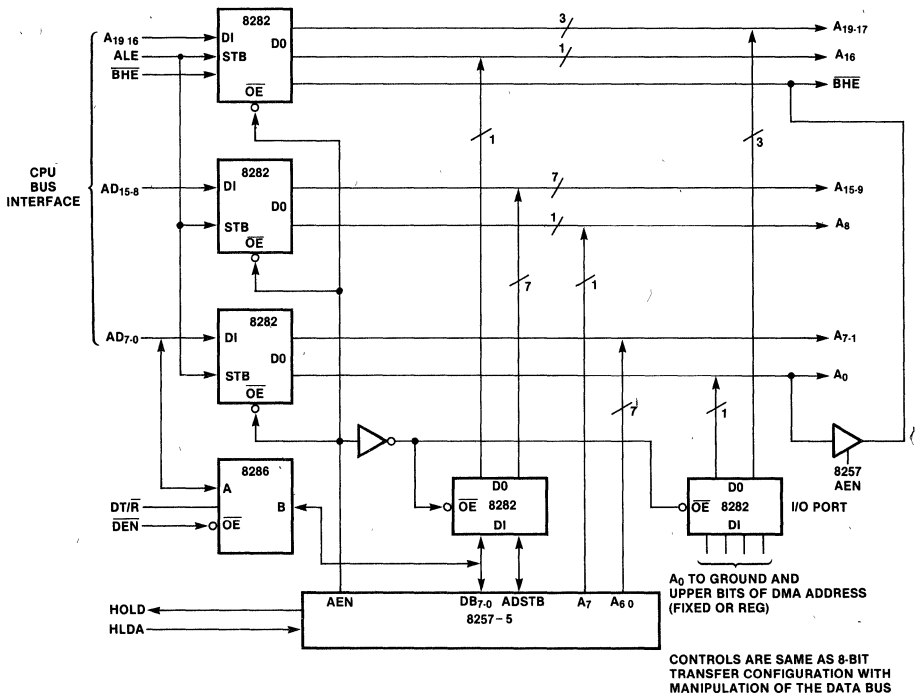 8282
DI
D0
STB
OE
A19 16
ALE
BHE
3
A19-17
1
A16
BHE
1
3
CPU
BUS
INTERFACE
8282
DI
D0
STB
OE
AD15-8
7
A15-9
1
A8
7
1
8282
DI
D0
STB
OE
AD7-0
A7-1
A0
7
1
8257
AEN
8286
A
B
OE
DT/R
DEN
D0
OE 8282
DI
D0
OE 8282
DI
I/O PORT
A0 TO GROUND AND
UPPER BITS OF DMA ADDRESS
(FIXED OR REG)
HOLD
HLDA
AEN DB7-0 ADSTB A7 A6 0
8257-5
CONTROLS ARE SAME AS 8-BIT
TRANSFER CONFIGURATION WITH
MANIPULATION OF THE DATA BUS